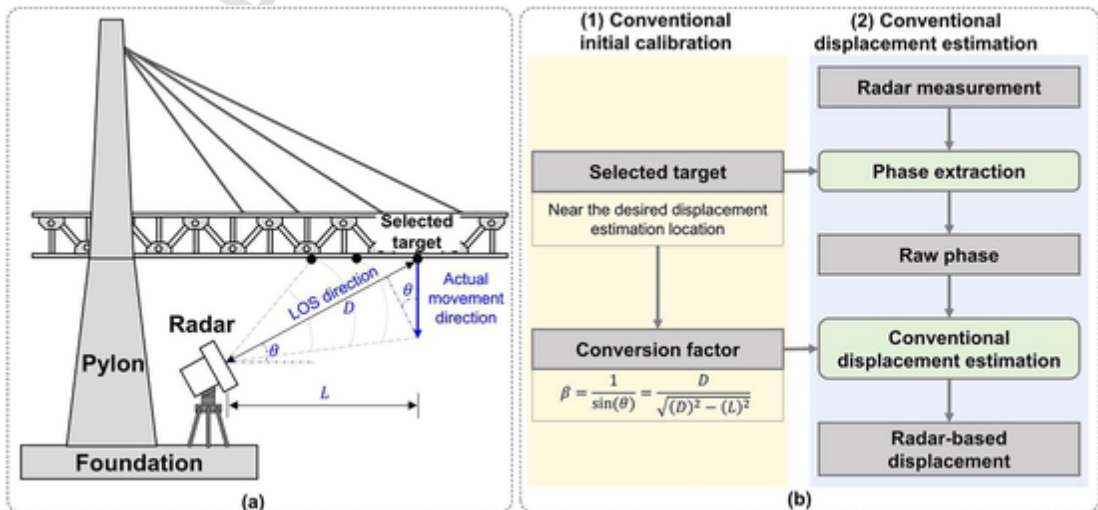 Selected
target
LOS direction
D
θ
Actual
movement
direction
Radar
θ
Pylon
L
Foundation
(a)
(1) Conventional
initial calibration
Selected target
Near the desired displacement
estimation location
Conversion factor
β = 1/sin(θ) = D/√((D)² − (L)²)
(2) Conventional
displacement estimation
Radar measurement
Phase extraction
Raw phase
Conventional
displacement estimation
Radar-based
displacement
(b)